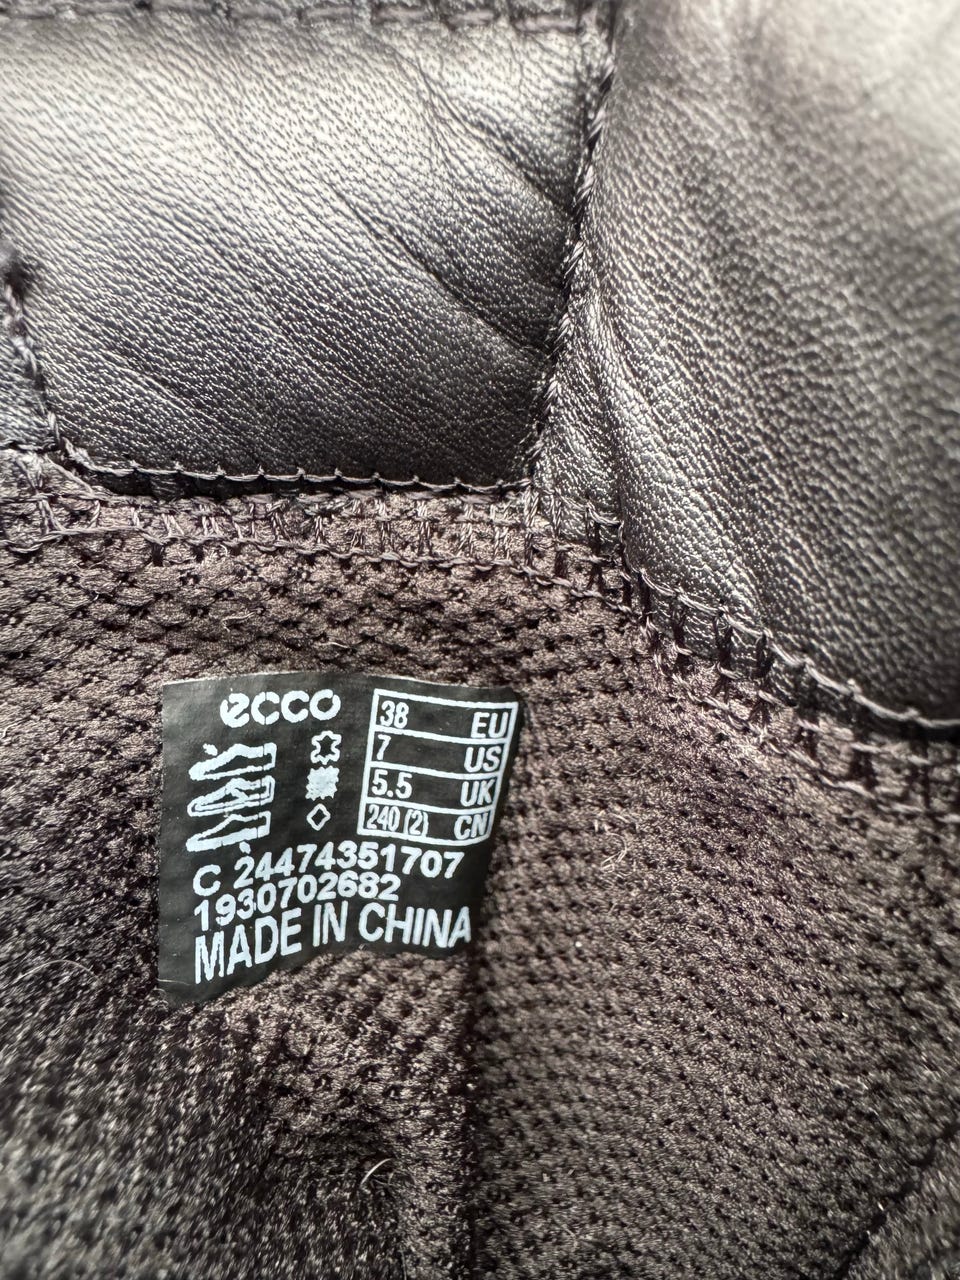 ecco
38 EU
7 US
5.5 UK
240 (2) CN
C 24474351707
1930702682
MADE IN CHINA